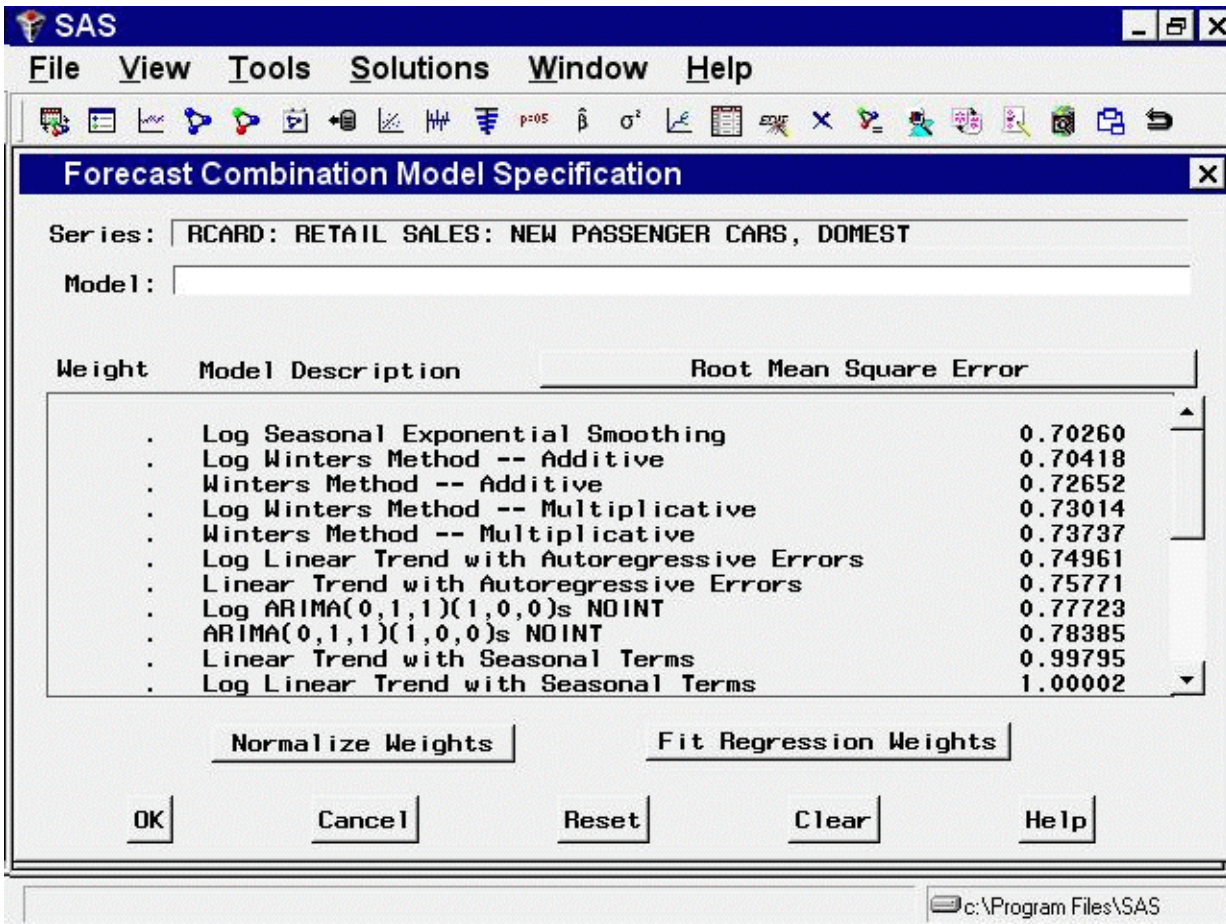 SAS
File View Tools Solutions Window Help
p=05 β̂ σ² EDIT
Forecast Combination Model Specification
Series: RCARD: RETAIL SALES: NEW PASSENGER CARS, DOMEST
Model:
Weight Model Description Root Mean Square Error
. Log Seasonal Exponential Smoothing 0.70260
. Log Winters Method -- Additive 0.70418
. Winters Method -- Additive 0.72652
. Log Winters Method -- Multiplicative 0.73014
. Winters Method -- Multiplicative 0.73737
. Log Linear Trend with Autoregressive Errors 0.74961
. Linear Trend with Autoregressive Errors 0.75771
. Log ARIMA(0,1,1)(1,0,0)s NOINT 0.77723
. ARIMA(0,1,1)(1,0,0)s NOINT 0.78385
. Linear Trend with Seasonal Terms 0.99795
. Log Linear Trend with Seasonal Terms 1.00002
Normalize Weights Fit Regression Weights
OK Cancel Reset Clear Help
c:\Program Files\SAS